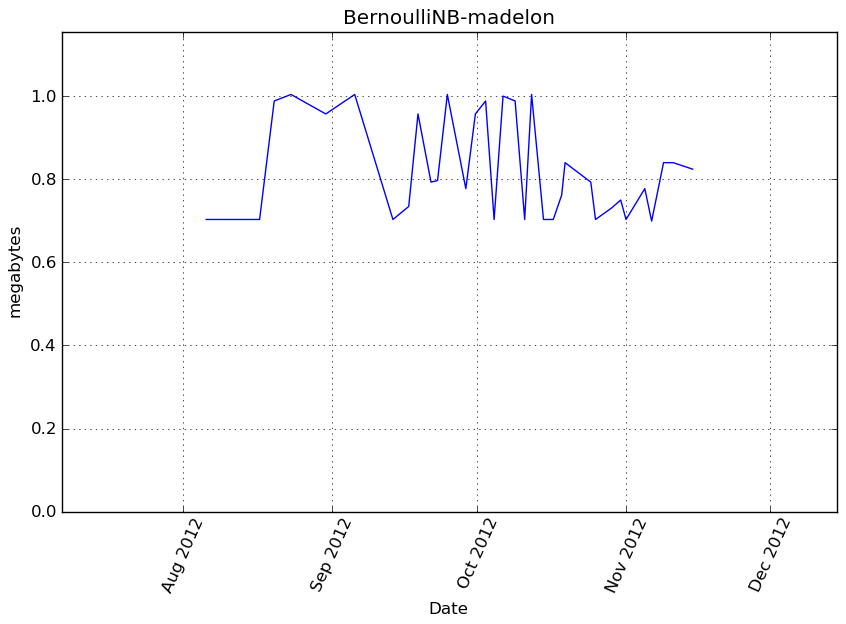 BernoulliNB-madelon
1.0
0.8
0.6
0.4
0.2
0.0
megabytes
Aug 2012
Sep 2012
Oct 2012
Nov 2012
Dec 2012
Date